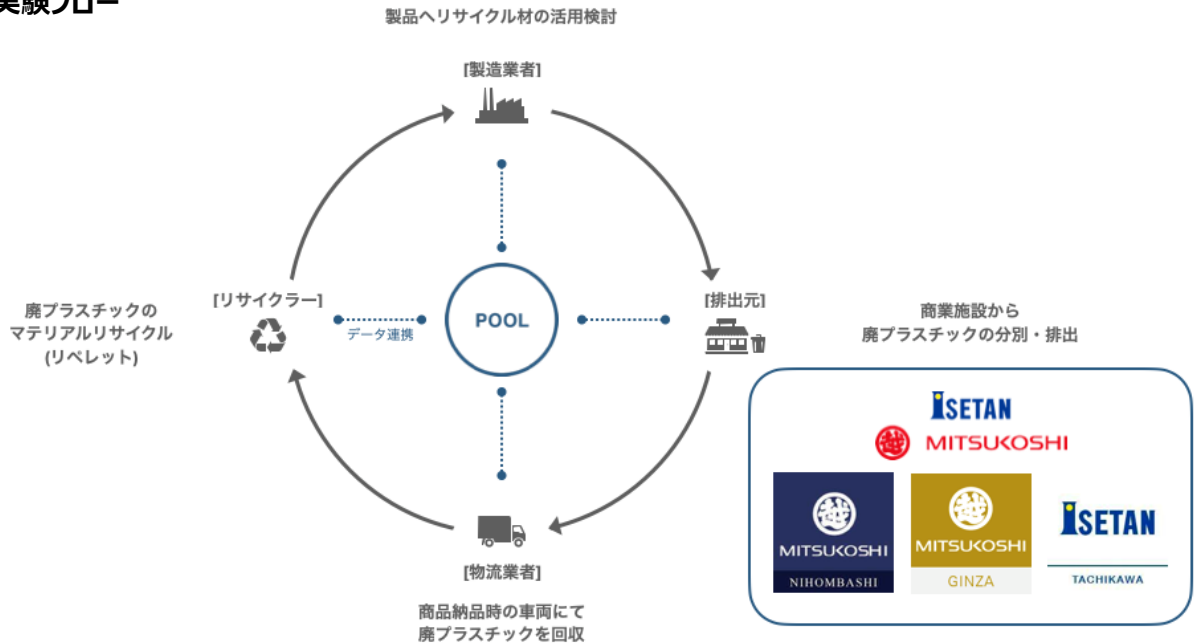 実験フロー
製品へリサイクル材の活用検討
[製造業者]
[リサイクラー]
廃プラスチックの
マテリアルリサイクル
(リペレット)
データ連携
POOL
[排出元]
商業施設から
廃プラスチックの分別・排出
ISETAN
越 MITSUKOSHI
越
MITSUKOSHI
NIHOMBASHI
越
MITSUKOSHI
GINZA
ISETAN
TACHIKAWA
[物流業者]
商品納品時の車両にて
廃プラスチックを回収